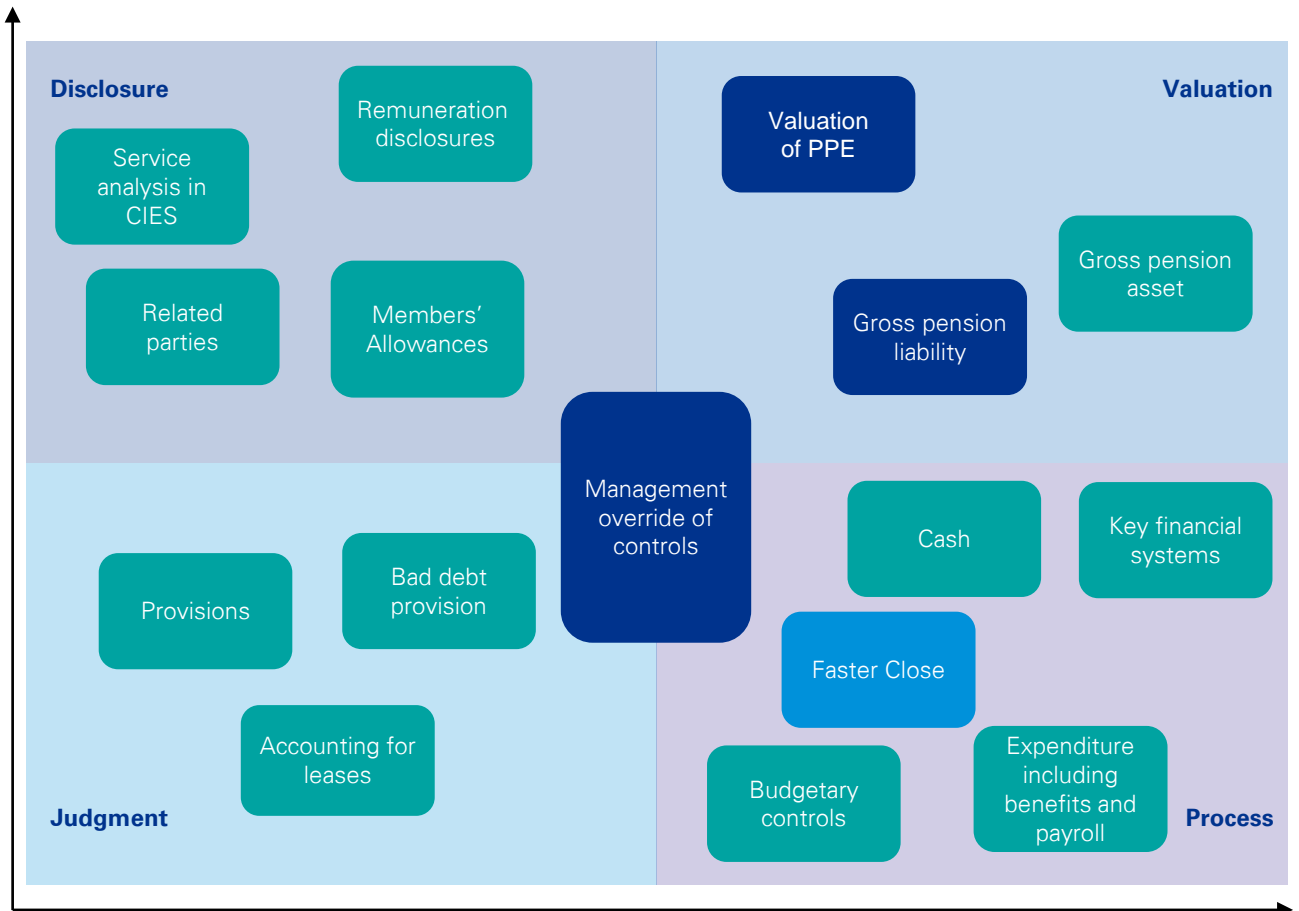 Disclosure
Remuneration
disclosures
Service
analysis in
CIES
Related
parties
Members’
Allowances
Valuation
Valuation
of PPE
Gross pension
asset
Gross pension
liability
Management
override of
controls
Provisions
Bad debt
provision
Accounting for
leases
Judgment
Cash
Key financial
systems
Faster Close
Budgetary
controls
Expenditure
including
benefits and
payroll
Process